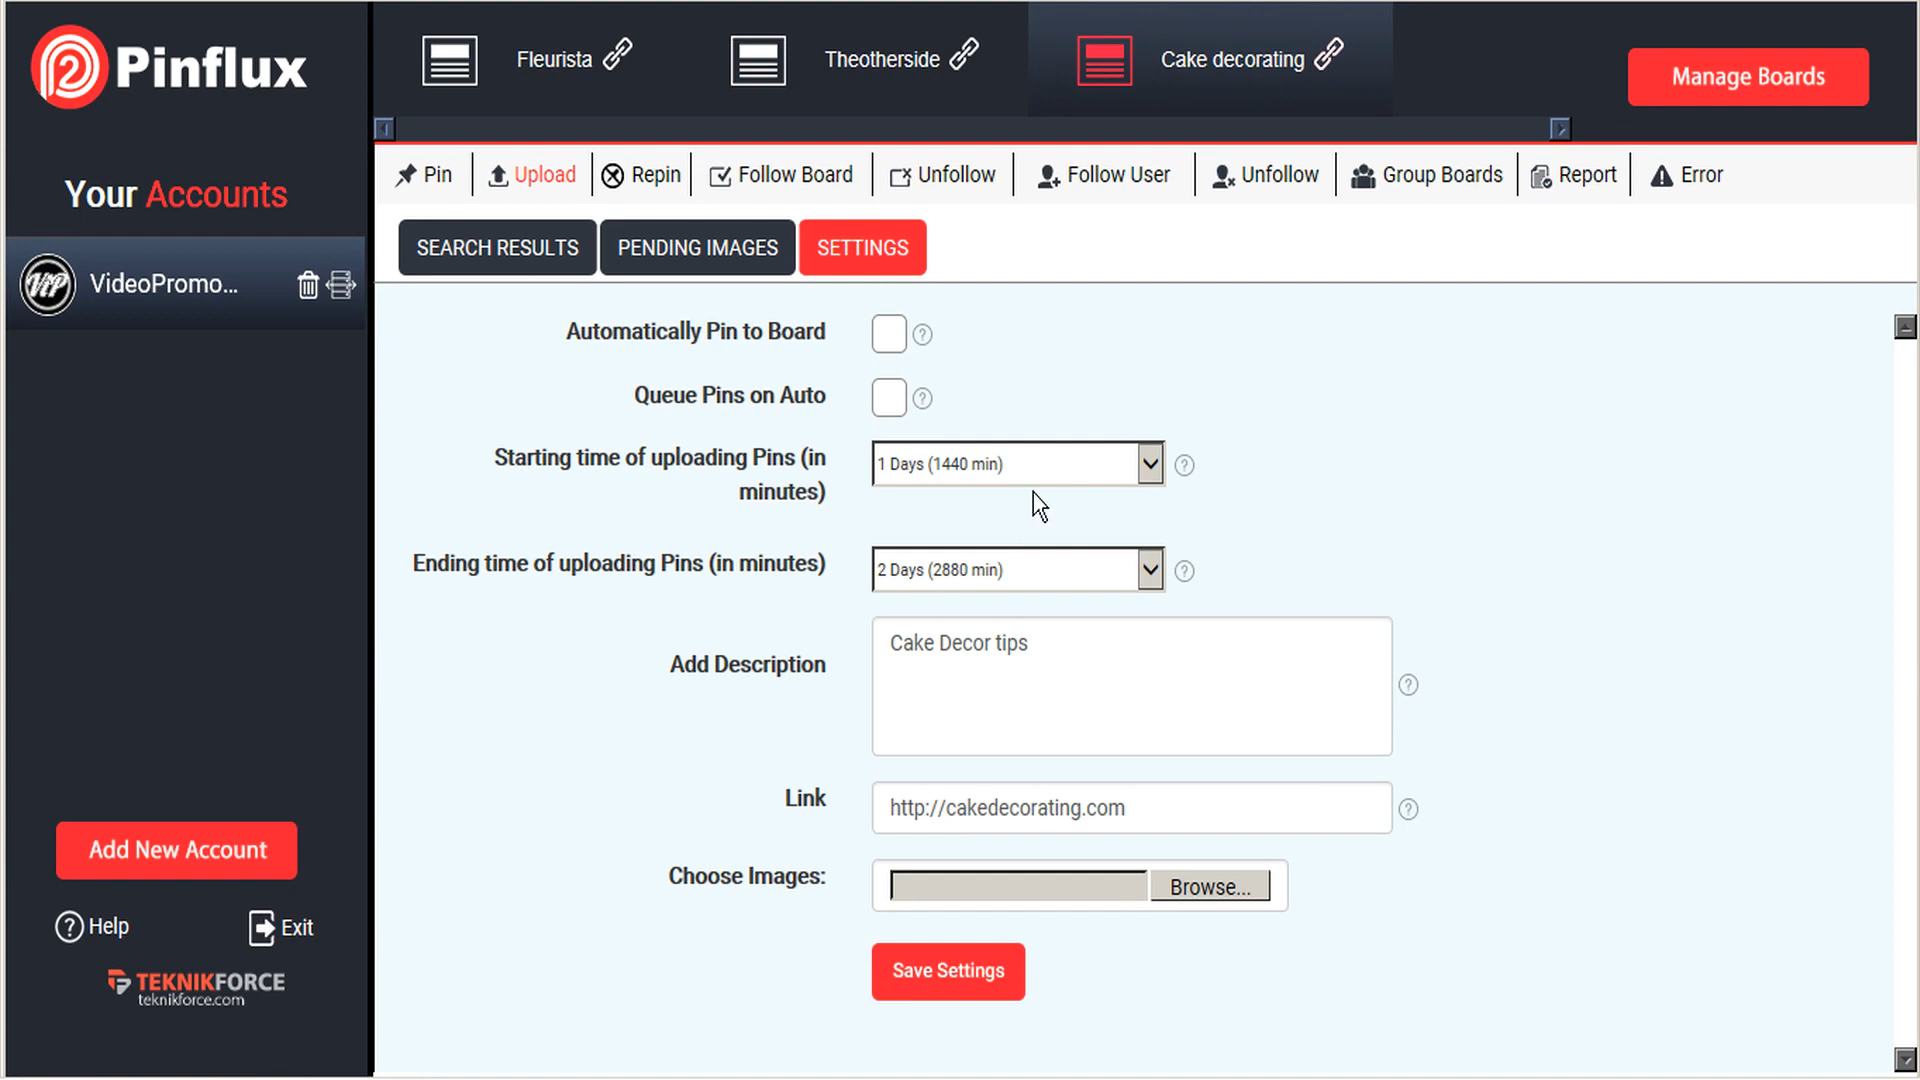 Pinflux
Fleurista
Theotherside
Cake decorating
Manage Boards
Your Accounts
Pin
Upload
Repin
Follow Board
Unfollow
Follow User
Unfollow
Group Boards
Report
Error
VideoPromo...
SEARCH RESULTS
PENDING IMAGES
SETTINGS
Automatically Pin to Board
Queue Pins on Auto
Starting time of uploading Pins (in
minutes)
1 Days (1440 min)
Ending time of uploading Pins (in minutes)
2 Days (2880 min)
Add Description
Cake Decor tips
Link
http://cakedecorating.com
Choose Images:
Browse...
Save Settings
Add New Account
Help
Exit
TEKNIKFORCE
teknikforce.com